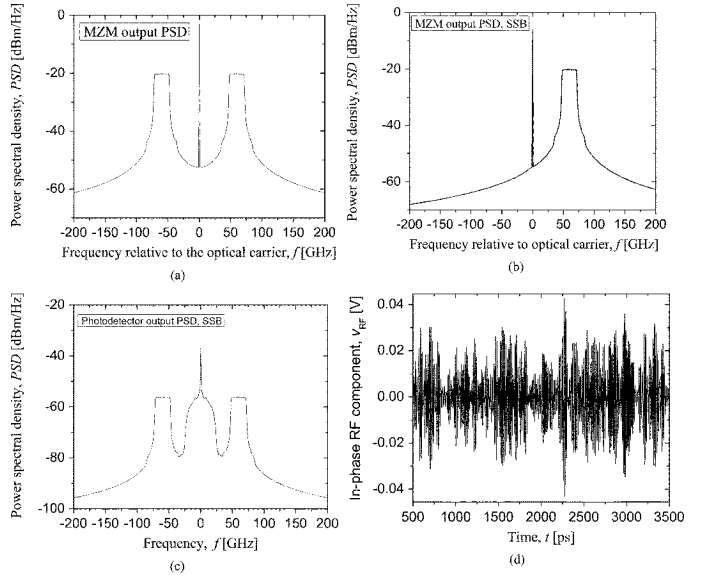 MZM output PSD
Power spectral density, PSD [dBm/Hz]
0
-20
-40
-60
-200 -150 -100 -50 0 50 100 150 200
Frequency relative to the optical carrier, f [GHz]
(a)
MZM output PSD, SSB
Power spectral density, PSD [dBm/Hz]
0
-20
-40
-60
-200 -150 -100 -50 0 50 100 150 200
Frequency relative to optical carrier, f [GHz]
(b)
Photodetector output PSD, SSB
Power spectral density, PSD [dBm/Hz]
-20
-40
-60
-80
-100
-200 -150 -100 -50 0 50 100 150 200
Frequency, f [GHz]
(c)
In-phase RF component, vRF [V]
0.04
0.02
0.00
-0.02
-0.04
500 1000 1500 2000 2500 3000 3500
Time, t [ps]
(d)